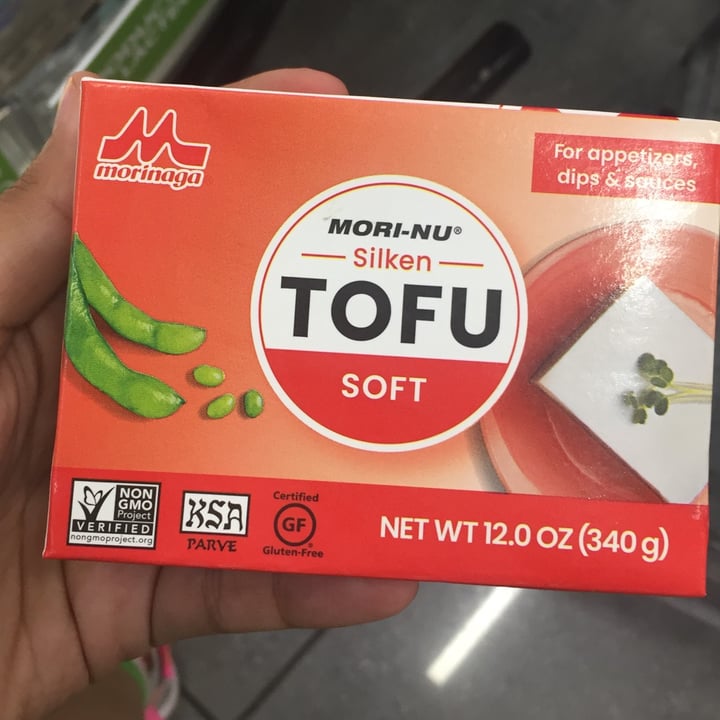 morinaga
For appetizers,
dips & sauces
MORI-NU®
Silken
TOFU
SOFT
NON
GMO
Project
VERIFIED
nongmoproject.org
KSA
PARVE
Certified
GF
Gluten-Free
NET WT 12.0 OZ (340 g)